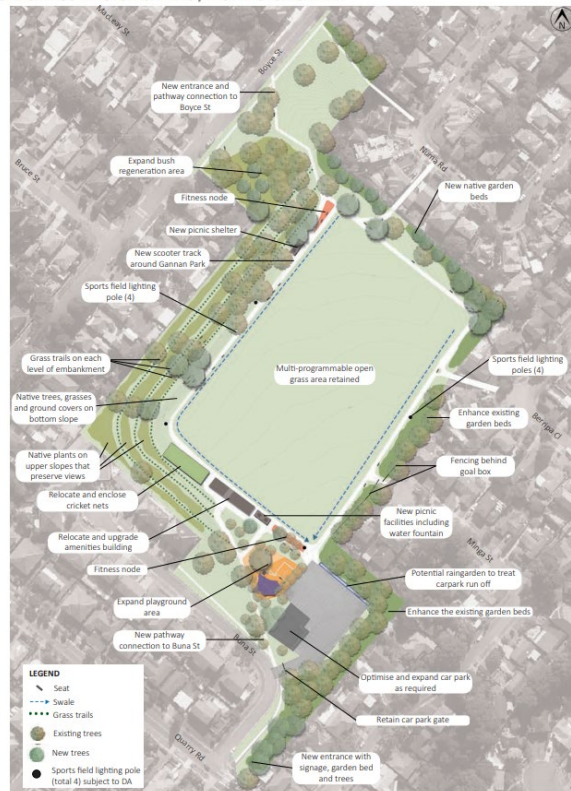 Macleay St
N
Boyce St
New entrance and
pathway connection to
Boyce St
Bruce St
Expand bush
regeneration area
Numa Rd
Fitness node
New native garden
beds
New picnic shelter
New scooter track
around Gannan Park
Sports field lighting
pole (4)
Grass trails on each
level of embankment
Multi-programmable open
grass area retained
Sports field lighting
poles (4)
Native trees, grasses
and ground covers on
bottom slope
Enhance existing
garden beds
Berripa Cl
Native plants on
upper slopes that
preserve views
Fencing behind
goal box
Relocate and enclose
cricket nets
New picnic
facilities including
water fountain
Relocate and upgrade
amenities building
Minga St
Fitness node
Potential raingarden to treat
carpark run off
Expand playground
area
Enhance the existing garden beds
New pathway
connection to Buna St
Buna St
Optimise and expand car park
as required
Retain car park gate
Quarry Rd
New entrance with
signage, garden bed
and trees
LEGEND
Seat
Swale
Grass trails
Existing trees
New trees
Sports field lighting pole
(total 4) subject to DA